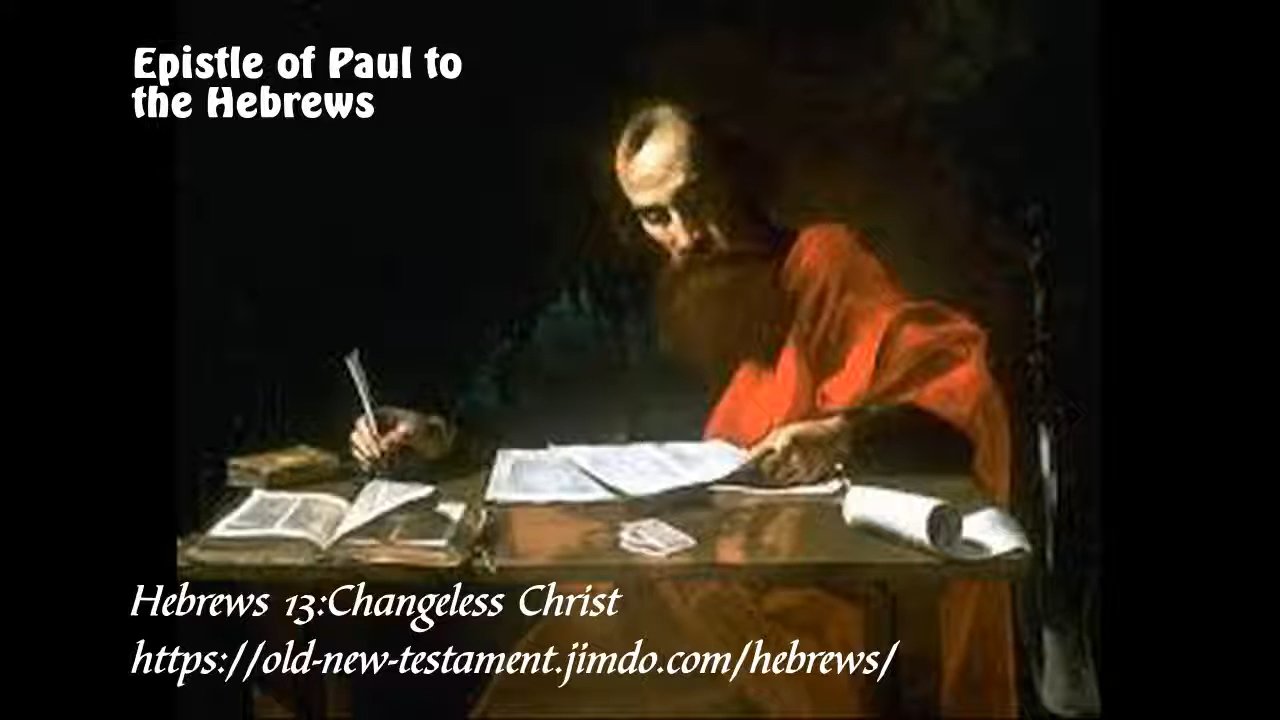 Epistle of Paul to
the Hebrews
Hebrews 13:Changeless Christ
https://old-new-testament.jimdo.com/hebrews/